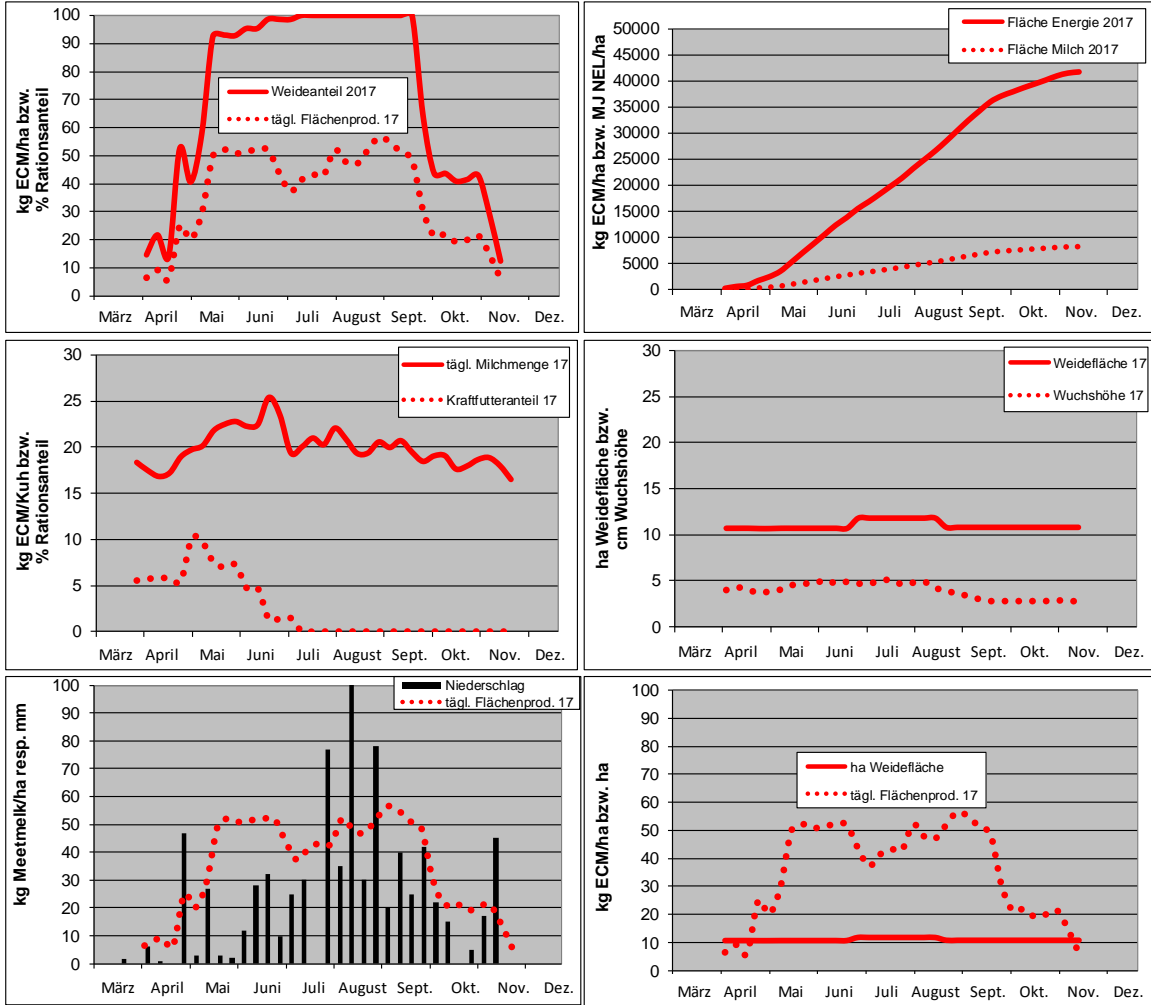 kg ECM/ha bzw.
% Rationsanteil
100
90
80
70
60
50
40
30
20
10
0
Weideanteil 2017
tägl. Flächenprod. 17
März April Mai Juni Juli August Sept. Okt. Nov. Dez.
kg ECM/ha bzw. MJ NEL/ha
50000
45000
40000
35000
30000
25000
20000
15000
10000
5000
0
Fläche Energie 2017
Fläche Milch 2017
März April Mai Juni Juli August Sept. Okt. Nov. Dez.
kg ECM/Kuh bzw.
% Rationsanteil
30
25
20
15
10
5
0
tägl. Milchmenge 17
Kraftfutteranteil 17
März April Mai Juni Juli August Sept. Okt. Nov. Dez.
ha Weidefläche bzw.
cm Wuchshöhe
30
25
20
15
10
5
0
Weidefläche 17
Wuchshöhe 17
März April Mai Juni Juli August Sept. Okt. Nov. Dez.
kg Meetmelk/ha resp. mm
100
90
80
70
60
50
40
30
20
10
0
Niederschlag
tägl. Flächenprod. 17
März April Mai Juni Juli August Sept. Okt. Nov. Dez.
kg ECM/ha bzw. ha
100
90
80
70
60
50
40
30
20
10
0
ha Weidefläche
tägl. Flächenprod. 17
März April Mai Juni Juli August Sept. Okt. Nov. Dez.